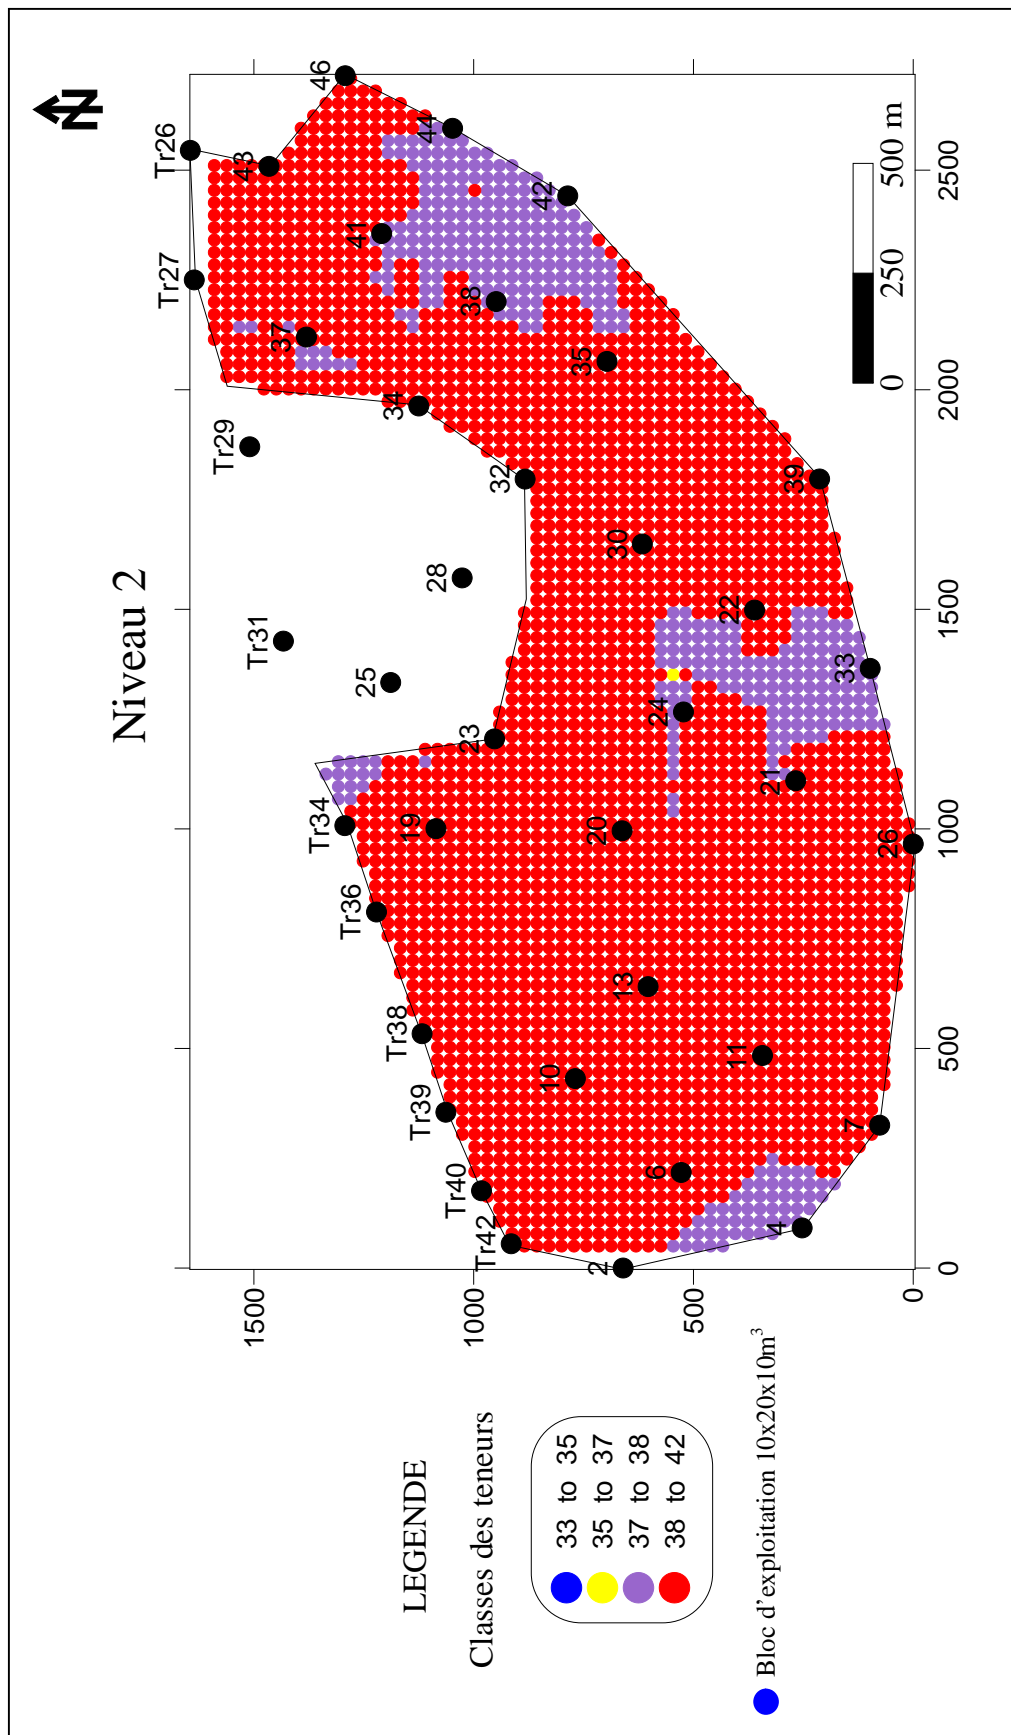 Niveau 2
N
Tr26
Tr27
Tr29
Tr31
Tr34
Tr36
Tr38
Tr39
Tr40
Tr42
46
43
44
41
42
37
38
35
34
32
28
25
23
30
39
22
24
33
21
19
20
26
13
10
11
6
7
4
2
1500
1000
500
0
0
500
1000
1500
2000
2500
0 250 500 m
LEGENDE
Classes des teneurs
33 to 35
35 to 37
37 to 38
38 to 42
Bloc d'exploitation 10x20x10m³